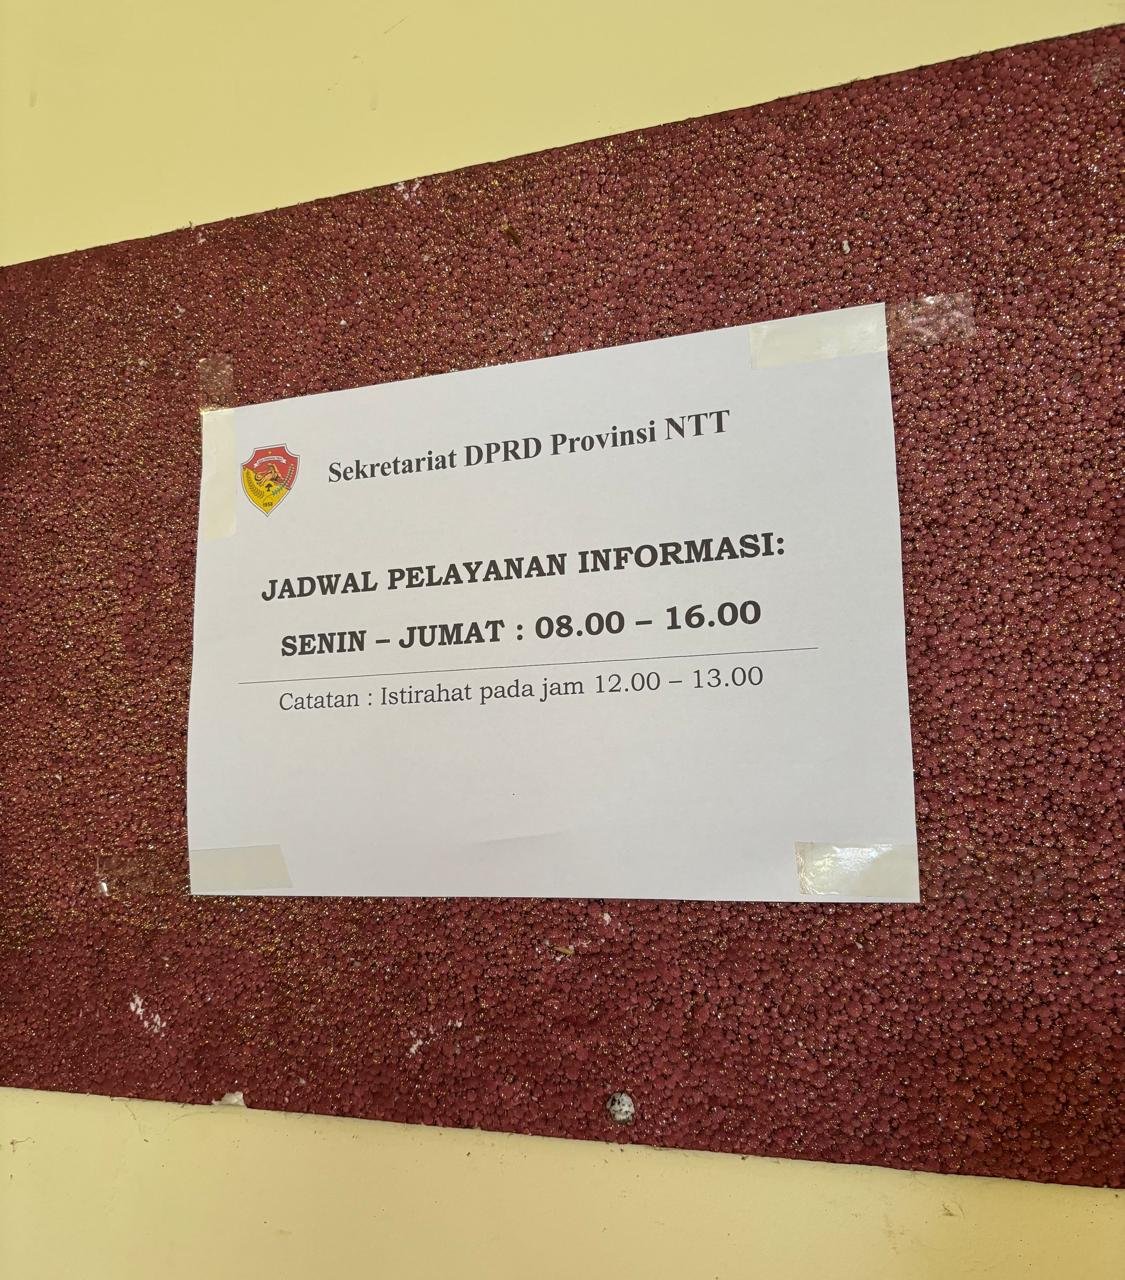 Sekretariat DPRD Provinsi NTT
JADWAL PELAYANAN INFORMASI:
SENIN – JUMAT : 08.00 – 16.00
Catatan : Istirahat pada jam 12.00 – 13.00